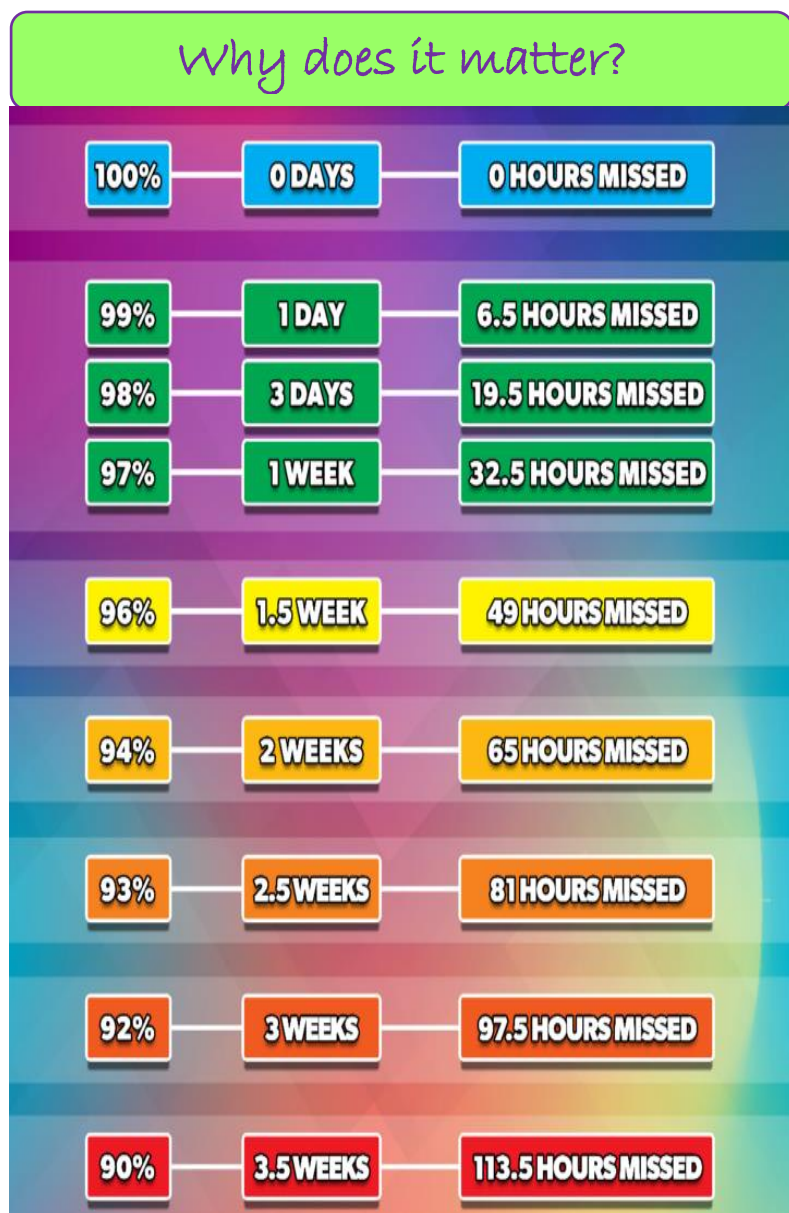 Why does it matter?
100% 0 DAYS 0 HOURS MISSED
99% 1 DAY 6.5 HOURS MISSED
98% 3 DAYS 19.5 HOURS MISSED
97% 1 WEEK 32.5 HOURS MISSED
96% 1.5 WEEK 49 HOURS MISSED
94% 2 WEEKS 65 HOURS MISSED
93% 2.5 WEEKS 81 HOURS MISSED
92% 3 WEEKS 97.5 HOURS MISSED
90% 3.5 WEEKS 113.5 HOURS MISSED